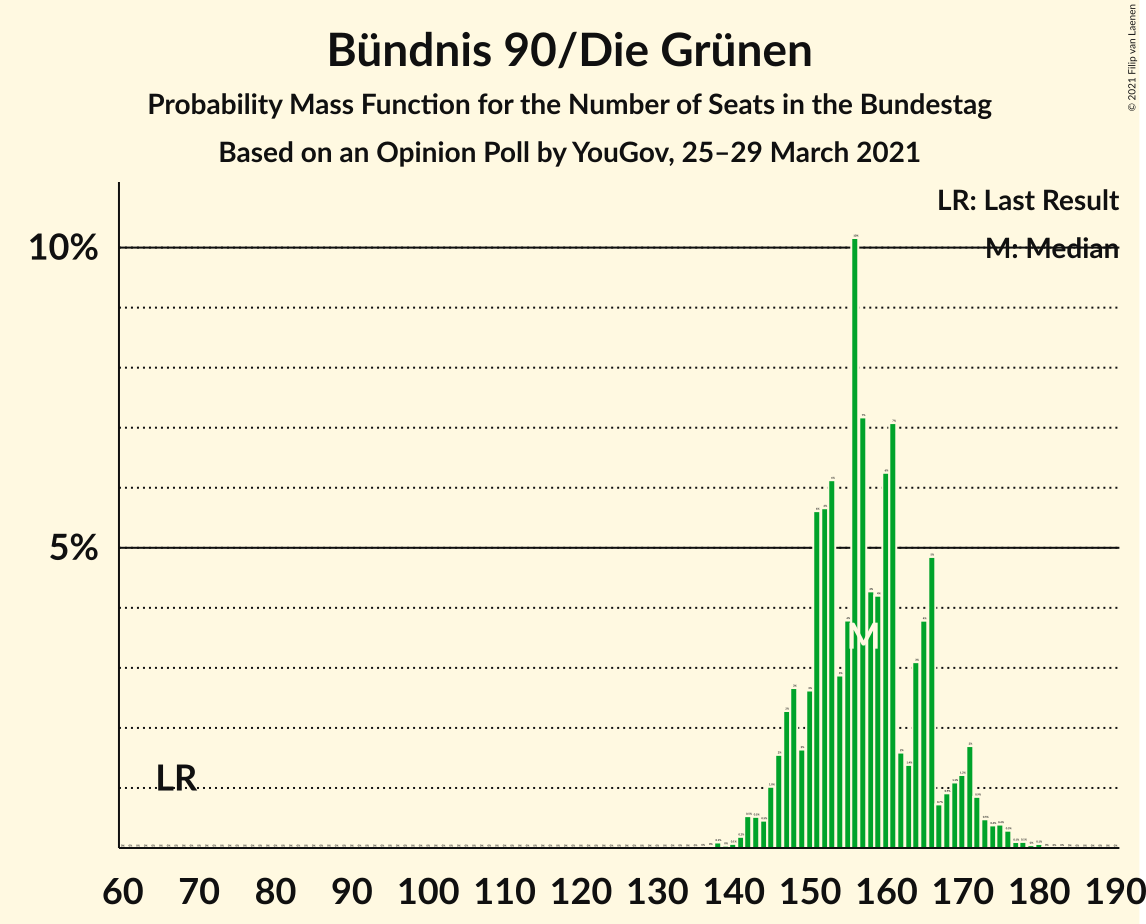 Bündnis 90/Die Grünen
Probability Mass Function for the Number of Seats in the Bundestag
Based on an Opinion Poll by YouGov, 25–29 March 2021
© 2021 Filip van Laenen
LR: Last Result
M: Median
10%
5%
LR
M
60 70 80 90 100 110 120 130 140 150 160 170 180 190